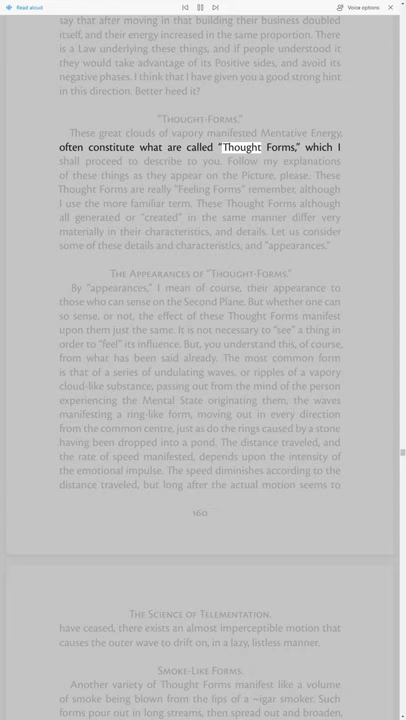 Read aloud
Voice options
say that after moving in that building their business doubled
itself, and their energy increased in the same proportion. There
is a Law underlying these things, and if people understood it
they would take advantage of its Positive sides, and avoid its
negative phases. I think that I have given you a good strong hint
in this direction. Better heed it?
"Thought-Forms."
These great clouds of vapory manifested Mentative Energy,
often constitute what are called "Thought Forms," which I
shall proceed to describe to you. Follow my explanations
of these things as they appear on the Picture, please. These
Thought Forms are really "Feeling Forms" remember, although
I use the more familiar term. These Thought Forms although
all generated or "created" in the same manner differ very
materially in their characteristics, and details. Let us consider
some of these details and characteristics, and "appearances."
The Appearances of "Thought-Forms."
By "appearances," I mean of course, their appearance to
those who can sense on the Second Plane. But whether one can
so sense, or not, the effect of these Thought Forms manifest
upon them just the same. It is not necessary to "see" a thing in
order to "feel" its influence. But, you understand this, of course,
from what has been said already. The most common form
is that of a series of undulating waves, or ripples of a vapory
cloud-like substance, passing out from the mind of the person
experiencing the Mental State originating them, the waves
manifesting a ring-like form, moving out in every direction
from the common centre, just as do the rings caused by a stone
having been dropped into a pond. The distance traveled, and
the rate of speed manifested, depends upon the intensity of
the emotional impulse. The speed diminishes according to the
distance traveled, but long after the actual motion seems to
160
The Science of Telementation.
have ceased, there exists an almost imperceptible motion that
causes the outer wave to drift on, in a lazy, listless manner.
Smoke-Like Forms.
Another variety of Thought Forms manifest like a volume
of smoke being blown from the lips of a ~igar smoker. Such
forms pour out in long streams, then spread out and broaden,